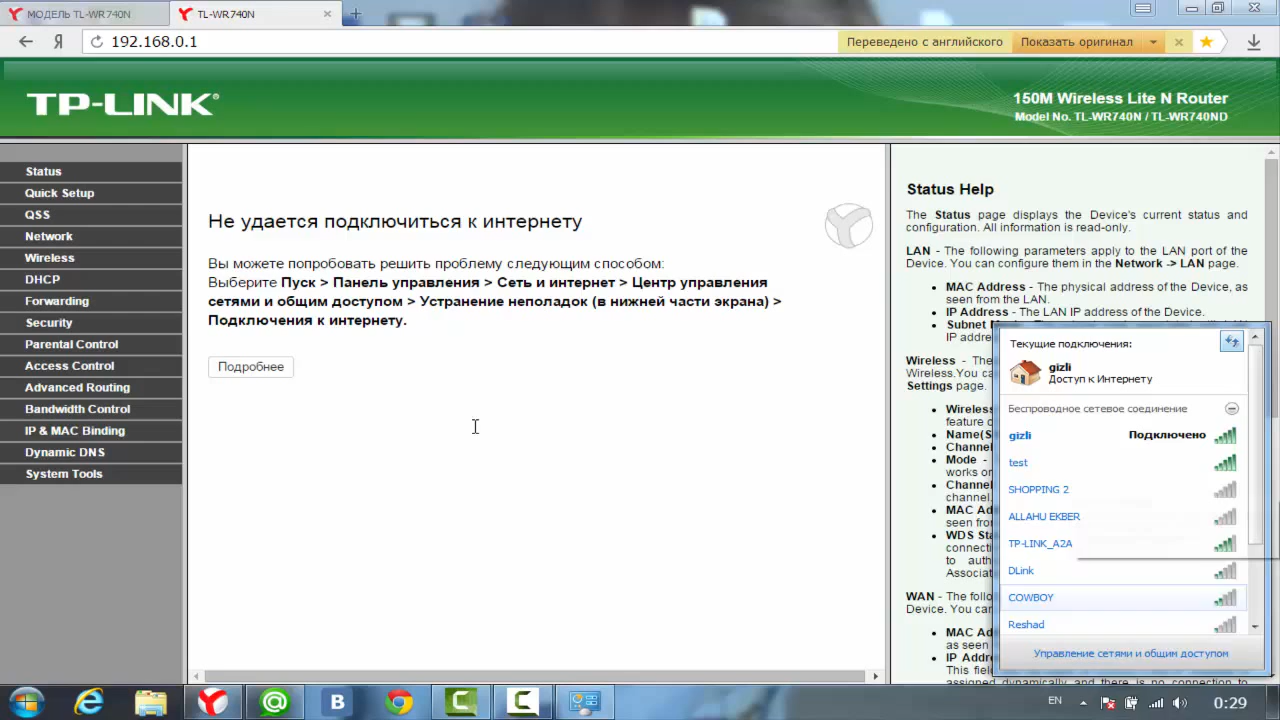 МОДЕЛЬ TL-WR740N
TL-WR740N
192.168.0.1
Переведено с английского
Показать оригинал
TP-LINK®
150M Wireless Lite N Router
Model No. TL-WR740N / TL-WR740ND
Status
Quick Setup
QSS
Network
Wireless
DHCP
Forwarding
Security
Parental Control
Access Control
Advanced Routing
Bandwidth Control
IP & MAC Binding
Dynamic DNS
System Tools
Не удается подключиться к интернету
Вы можете попробовать решить проблему следующим способом:
Выберите Пуск > Панель управления > Сеть и интернет > Центр управления
сетями и общим доступом > Устранение неполадок (в нижней части экрана) >
Подключения к интернету.
Подробнее
Status Help
The Status page displays the Device's current status and
configuration. All information is read-only.
LAN - The following parameters apply to the LAN port of the
Device. You can configure them in the Network -> LAN page.
MAC Address - The physical address of the Device, as
seen from the LAN.
IP Address - The LAN IP address of the Device.
Subnet
IP addre
Wireless - The
Wireless.You ca
Settings page.
Wireless
feature o
Name(S
Channel
Mode -
works or
Channel
channel.
MAC Ad
seen fro
WDS Sta
connecti
to auth
Associat
WAN - The follo
Device. You can
MAC Ad
as seen
IP Addre
This field
assigned dynamically, and there is no connection to
Текущие подключения:
gizli
Доступ к Интернету
Беспроводное сетевое соединение
gizli Подключено
test
SHOPPING 2
ALLAHU EKBER
TP-LINK_A2A
DLink
COWBOY
Reshad
Управление сетями и общим доступом
EN
0:29